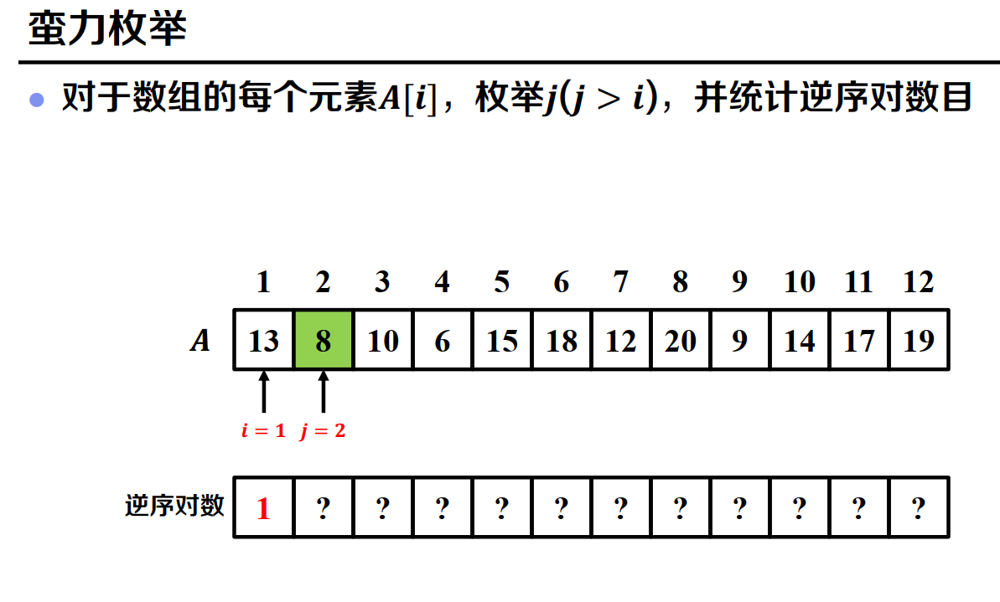 蛮力枚举
对于数组的每个元素A[i]，枚举j(j > i)，并统计逆序对数目
1 2 3 4 5 6 7 8 9 10 11 12
A 13 8 10 6 15 18 12 20 9 14 17 19
i = 1 j = 2
逆序对数 1 ? ? ? ? ? ? ? ? ? ? ?